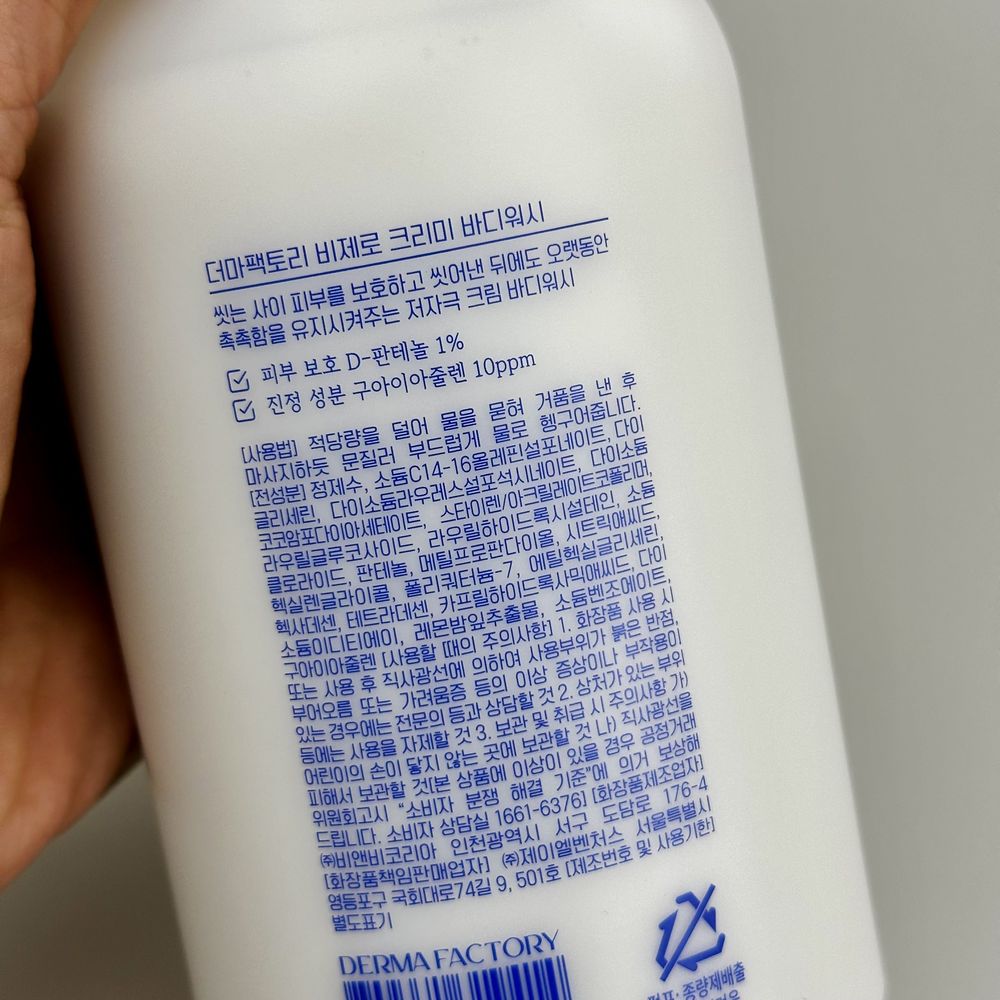 더마팩토리 비제로 크리미 바디워시
씻는 사이 피부를 보호하고 씻어낸 뒤에도 오랫동안
촉촉함을 유지시켜주는 저자극 크림 바디워시
피부 보호 D-판테놀 1%
진정 성분 구아이아줄렌 10ppm
[사용법] 적당량을 덜어 물을 묻혀 거품을 낸 후
마사지하듯 문질러 부드럽게 물로 헹구어줍니다.
[전성분] 정제수, 소듐C14-16올레핀설포네이트, 다이
글리세린, 다이소듐라우레스설포석시네이트, 다이소듐
코코암포다이아세테이트, 스타이렌/아크릴레이트코폴리머,
라우릴글루코사이드, 라우릴하이드록시설테인, 소듐
클로라이드, 판테놀, 메틸프로판다이올, 시트릭애씨드,
헥실렌글라이콜, 폴리쿼터늄-7, 에틸헥실글리세린,
헥사데센, 테트라데센, 카프릴하이드록사믹애씨드, 다이
소듐이디티에이, 레몬밤잎추출물, 소듐벤조에이트,
구아이아줄렌 [사용할 때의 주의사항] 1. 화장품 사용 시
또는 사용 후 직사광선에 의하여 사용부위가 붉은 반점,
부어오름 또는 가려움증 등의 이상 증상이나 부작용이
있는 경우에는 전문의 등과 상담할 것 2. 상처가 있는 부위
등에는 사용을 자제할 것 3. 보관 및 취급 시 주의사항 가)
어린이의 손이 닿지 않는 곳에 보관할 것 나) 직사광선을
피해서 보관할 것[본 상품에 이상이 있을 경우 공정거래
위원회고시 "소비자 분쟁 해결 기준"에 의거 보상해
드립니다. 소비자 상담실 1661-6376] [화장품제조업자]
㈜비앤비코리아 인천광역시 서구 도담로 176-4
[화장품책임판매업자] ㈜제이엘벤처스 서울특별시
영등포구 국회대로74길 9, 501호 [제조번호 및 사용기한]
별도표기
DERMA FACTORY
펌프: 종량제배출